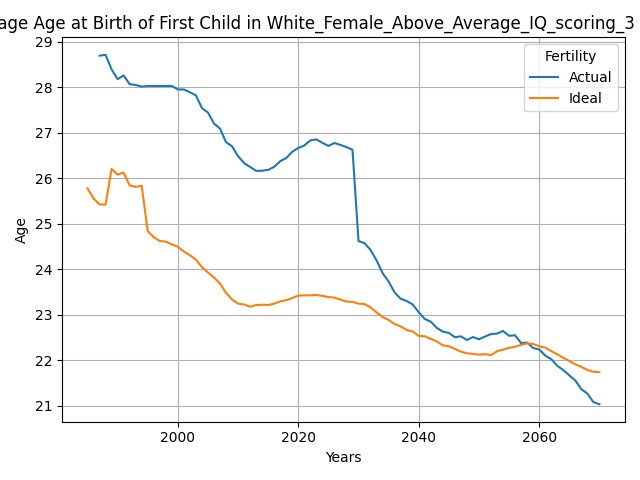 age Age at Birth of First Child in White_Female_Above_Average_IQ_scoring_3
Fertility
Actual
Ideal
29
28
27
26
25
24
23
22
21
Age
2000
2020
2040
2060
Years